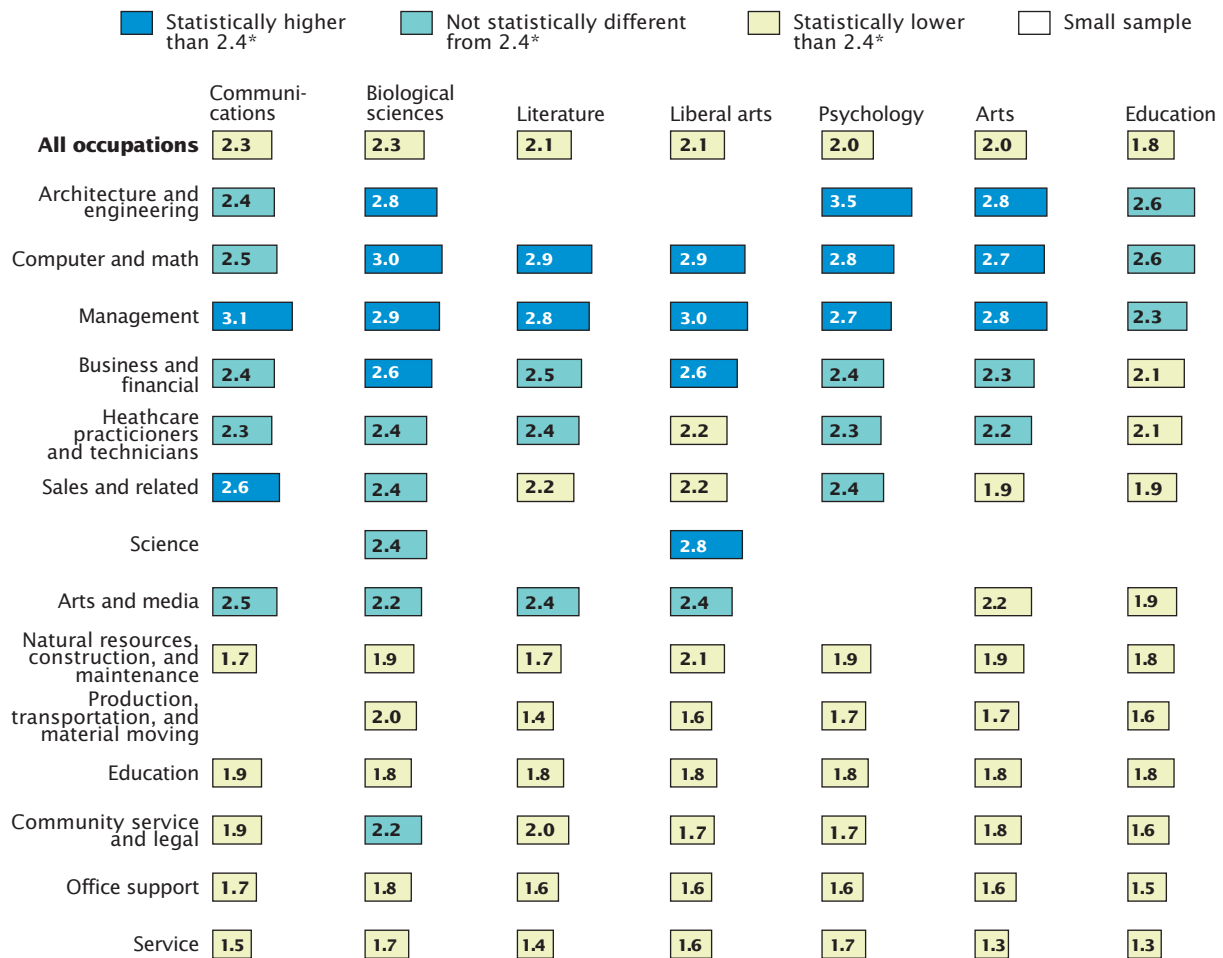 Statistically higher
than 2.4*
Not statistically different
from 2.4*
Statistically lower
than 2.4*
Small sample
Communi-
cations
Biological
sciences
Literature
Liberal arts
Psychology
Arts
Education
All occupations 2.3 2.3 2.1 2.1 2.0 2.0 1.8
Architecture and
engineering
2.4 2.8 3.5 2.8 2.6
Computer and math 2.5 3.0 2.9 2.9 2.8 2.7 2.6
Management 3.1 2.9 2.8 3.0 2.7 2.8 2.3
Business and
financial
2.4 2.6 2.5 2.6 2.4 2.3 2.1
Heathcare
practicioners
and technicians
2.3 2.4 2.4 2.2 2.3 2.2 2.1
Sales and related 2.6 2.4 2.2 2.2 2.4 1.9 1.9
Science 2.4 2.8
Arts and media 2.5 2.2 2.4 2.4 2.2 1.9
Natural resources,
construction, and
maintenance
1.7 1.9 1.7 2.1 1.9 1.9 1.8
Production,
transportation, and
material moving
2.0 1.4 1.6 1.7 1.7 1.6
Education 1.9 1.8 1.8 1.8 1.8 1.8 1.8
Community service
and legal
1.9 2.2 2.0 1.7 1.7 1.8 1.6
Office support 1.7 1.8 1.6 1.6 1.6 1.6 1.5
Service 1.5 1.7 1.4 1.6 1.7 1.3 1.3